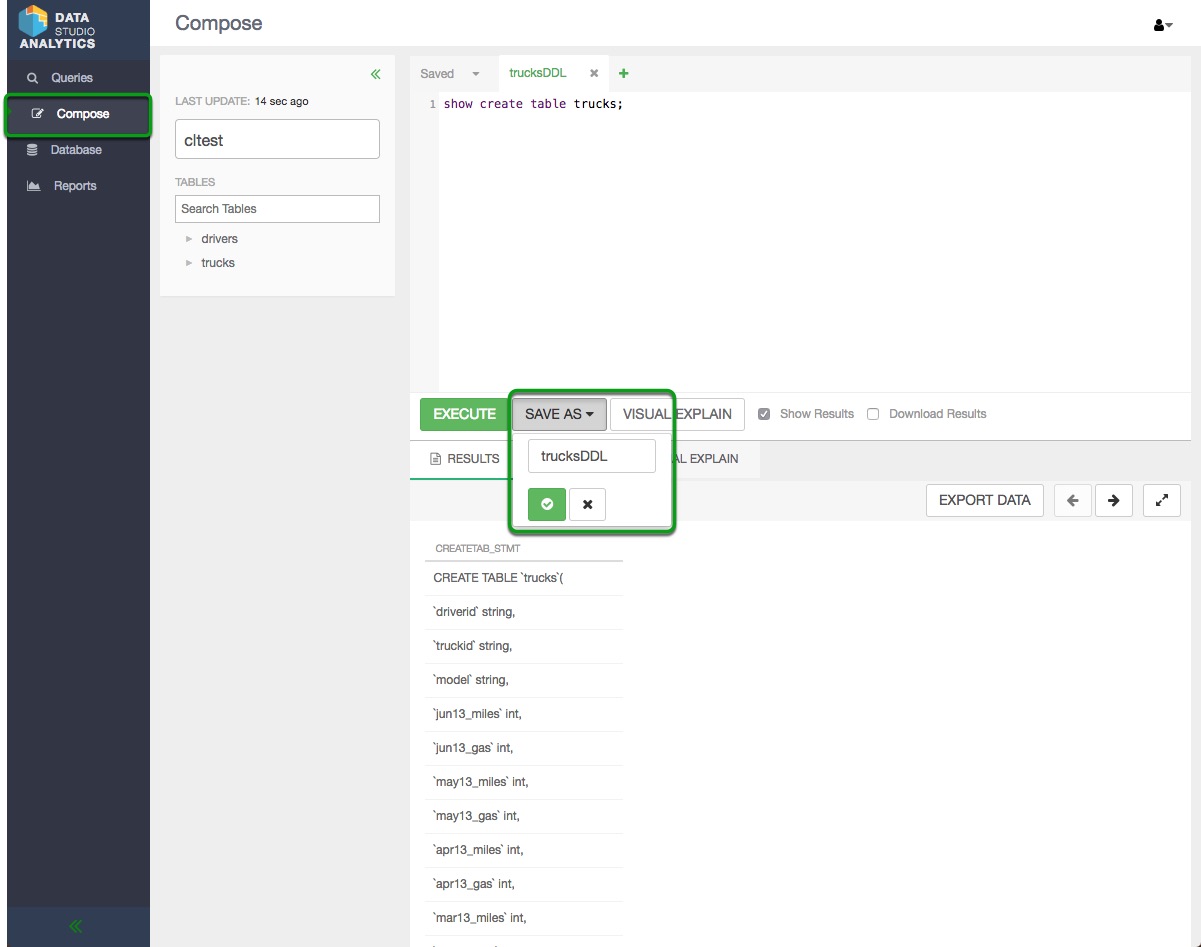 DATA
STUDIO
ANALYTICS
Compose
Queries
Compose
Database
Reports
LAST UPDATE: 14 sec ago
cltest
TABLES
Search Tables
drivers
trucks
Saved
trucksDDL
1 show create table trucks;
EXECUTE
SAVE AS
VISUAL EXPLAIN
Show Results
Download Results
trucksDDL
RESULTS
AL EXPLAIN
EXPORT DATA
CREATETAB_STMT
CREATE TABLE `trucks`(
`driverid` string,
`truckid` string,
`model` string,
`jun13_miles` int,
`jun13_gas` int,
`may13_miles` int,
`may13_gas` int,
`apr13_miles` int,
`apr13_gas` int,
`mar13_miles` int,